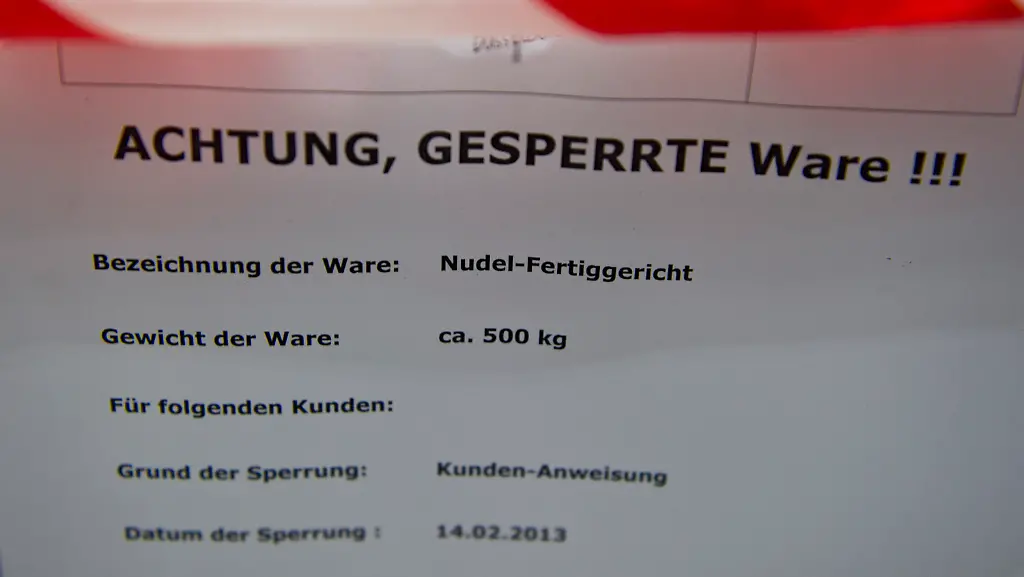 ACHTUNG, GESPERRTE Ware !!!
Bezeichnung der Ware: Nudel-Fertiggericht
Gewicht der Ware: ca. 500 kg
Für folgenden Kunden:
Grund der Sperrung: Kunden-Anweisung
Datum der Sperrung : 14.02.2013